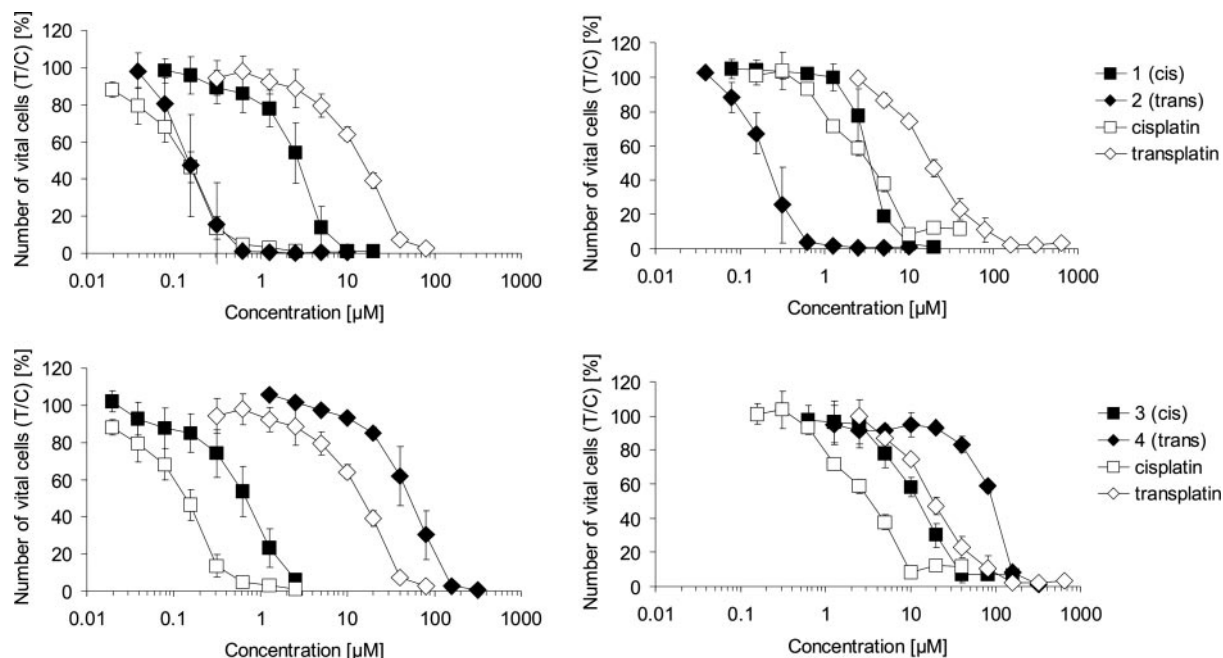 Number of vital cells (T/C) [%]
120
100
80
60
40
20
0
0.01 0.1 1 10 100 1000
Concentration [µM]
Number of vital cells (T/C) [%]
120
100
80
60
40
20
0
0.01 0.1 1 10 100 1000
Concentration [µM]
1 (cis)
2 (trans)
cisplatin
transplatin
Number of vital cells (T/C) [%]
120
100
80
60
40
20
0
0.01 0.1 1 10 100 1000
Concentration [µM]
Number of vital cells (T/C) [%]
120
100
80
60
40
20
0
0.01 0.1 1 10 100 1000
Concentration [µM]
3 (cis)
4 (trans)
cisplatin
transplatin